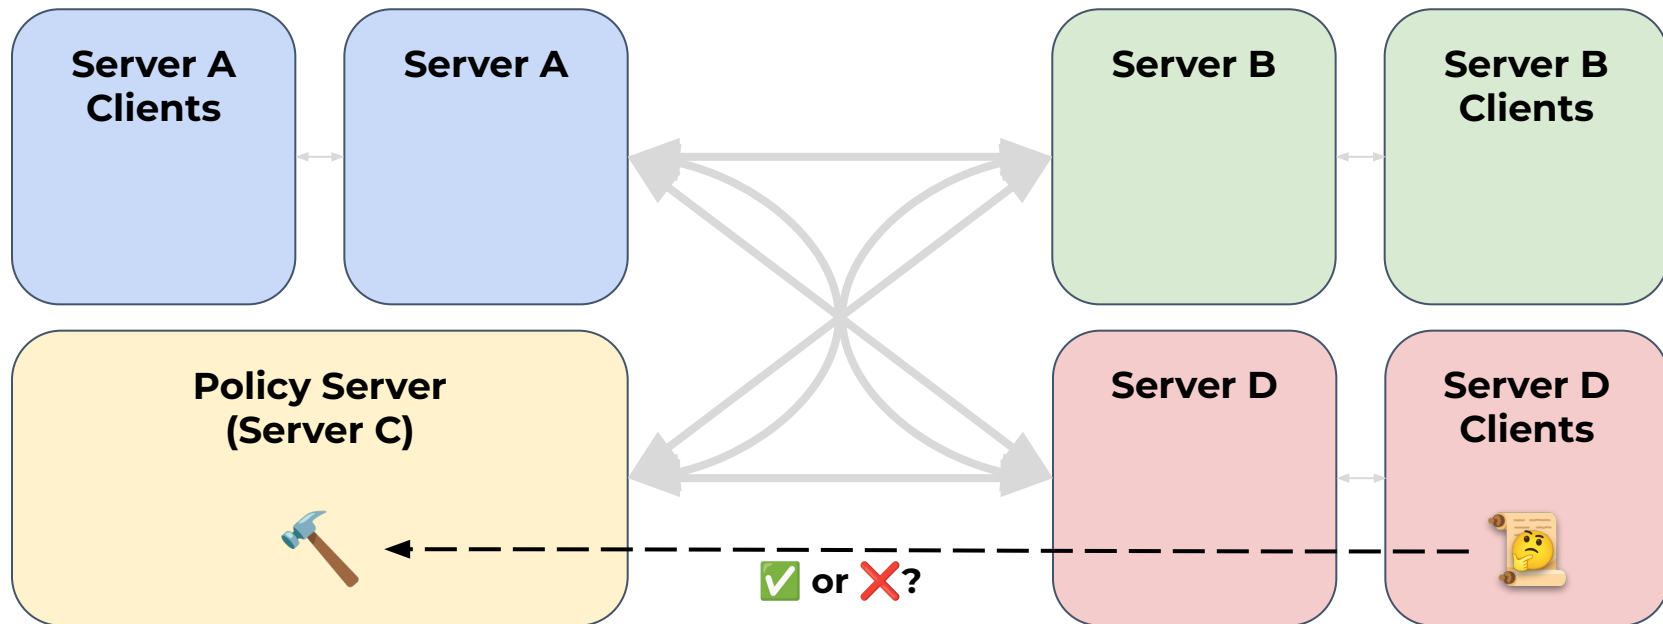 Server A
Clients
Server A
Server B
Server B
Clients
Policy Server
(Server C)
Server D
Server D
Clients
✅ or ❌?